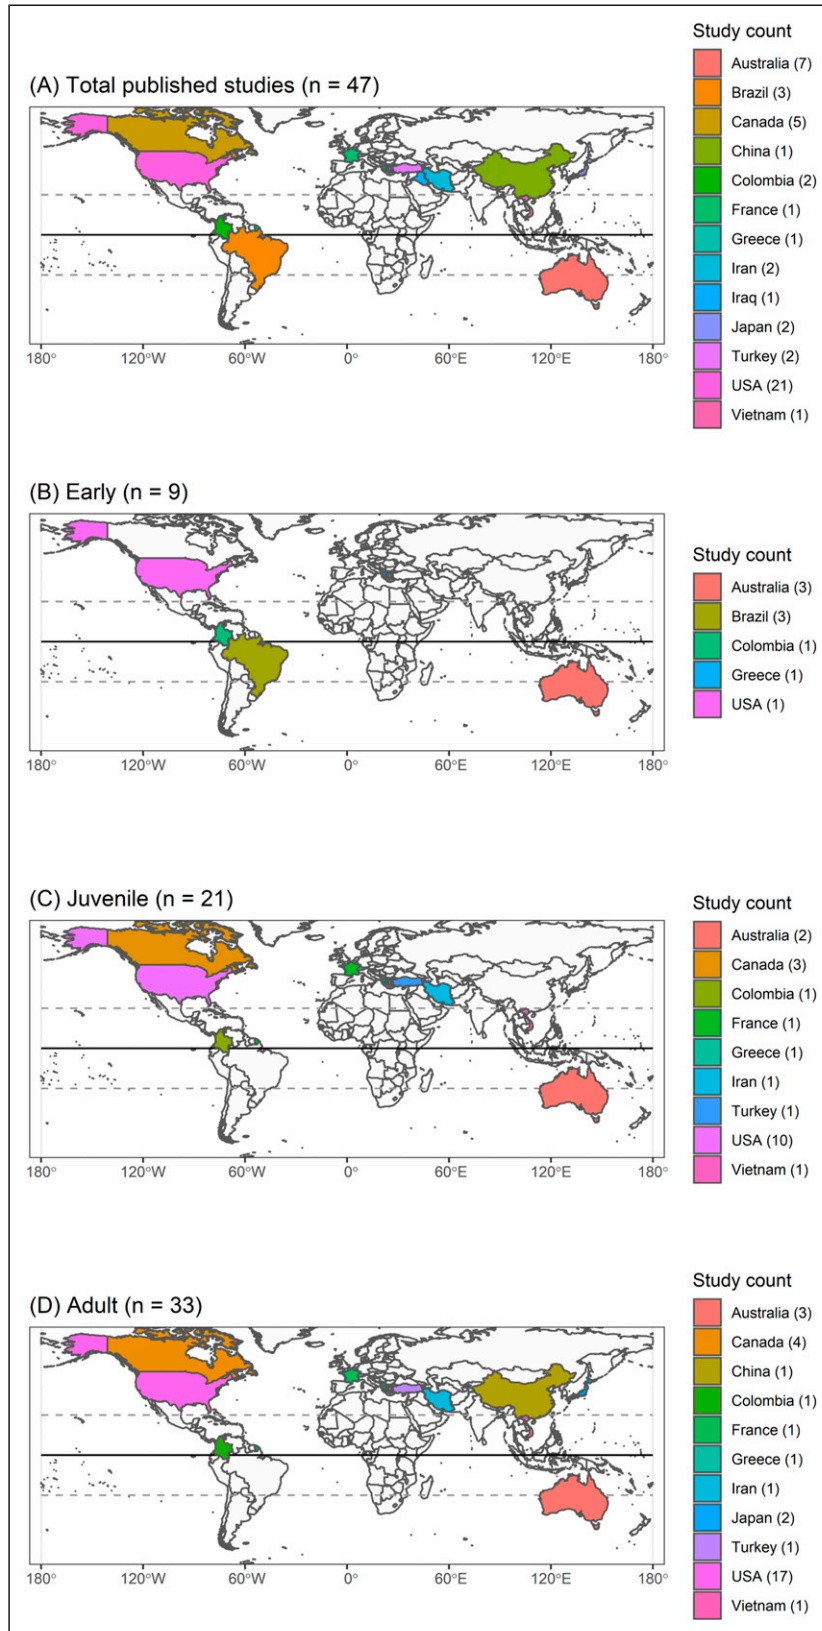 Study count
(A) Total published studies (n = 47)
Australia (7)
Brazil (3)
Canada (5)
China (1)
Colombia (2)
France (1)
Greece (1)
Iran (2)
Iraq (1)
Japan (2)
Turkey (2)
USA (21)
Vietnam (1)
180° 120°W 60°W 0° 60°E 120°E 180°
(B) Early (n = 9)
Study count
Australia (3)
Brazil (3)
Colombia (1)
Greece (1)
USA (1)
180° 120°W 60°W 0° 60°E 120°E 180°
(C) Juvenile (n = 21)
Study count
Australia (2)
Canada (3)
Colombia (1)
France (1)
Greece (1)
Iran (1)
Turkey (1)
USA (10)
Vietnam (1)
180° 120°W 60°W 0° 60°E 120°E 180°
(D) Adult (n = 33)
Study count
Australia (3)
Canada (4)
China (1)
Colombia (1)
France (1)
Greece (1)
Iran (1)
Japan (2)
Turkey (1)
USA (17)
Vietnam (1)
180° 120°W 60°W 0° 60°E 120°E 180°